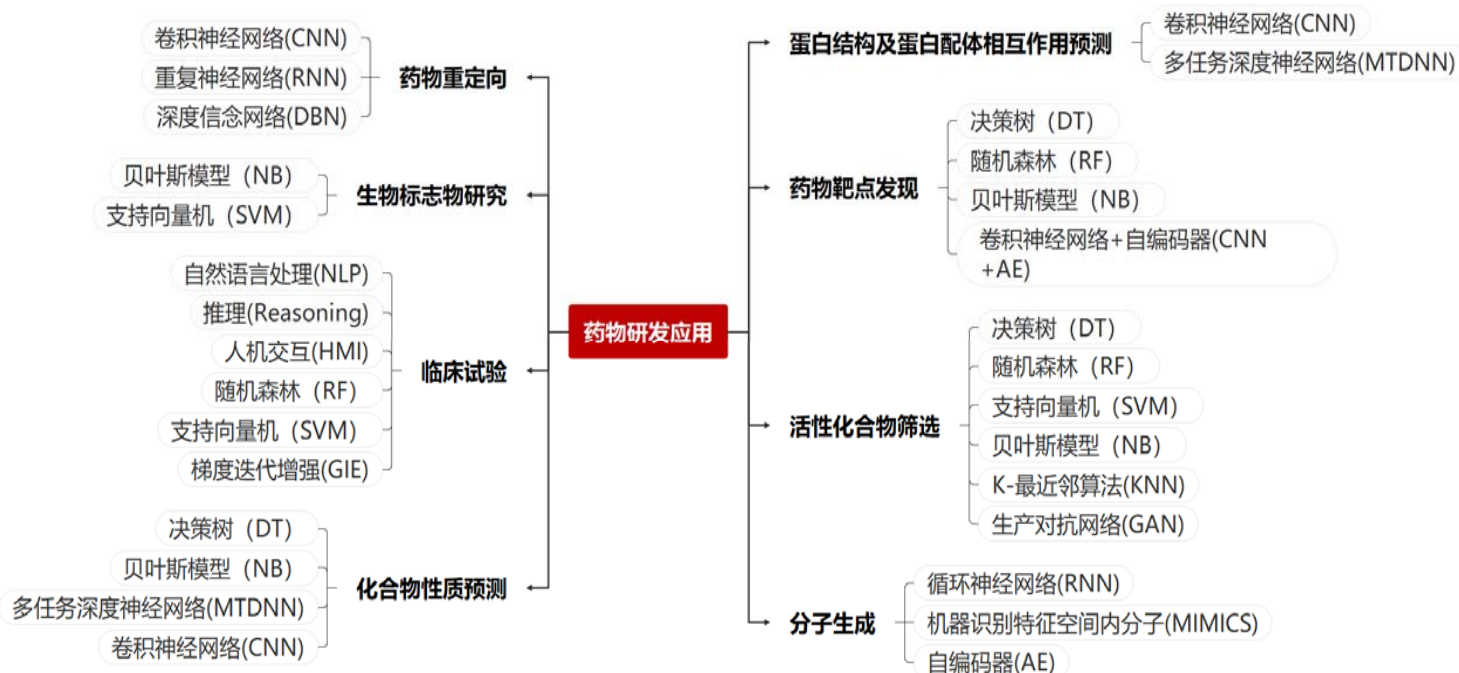 卷积神经网络(CNN)
重复神经网络(RNN)
深度信念网络(DBN)
药物重定向
贝叶斯模型（NB）
支持向量机（SVM）
生物标志物研究
自然语言处理(NLP)
推理(Reasoning)
人机交互(HMI)
随机森林（RF）
支持向量机（SVM）
梯度迭代增强(GIE)
临床试验
决策树（DT）
贝叶斯模型（NB）
多任务深度神经网络(MTDNN)
卷积神经网络(CNN)
化合物性质预测
药物研发应用
蛋白结构及蛋白配体相互作用预测
卷积神经网络(CNN)
多任务深度神经网络(MTDNN)
药物靶点发现
决策树（DT）
随机森林（RF）
贝叶斯模型（NB）
卷积神经网络+自编码器(CNN
+AE)
活性化合物筛选
决策树（DT）
随机森林（RF）
支持向量机（SVM）
贝叶斯模型（NB）
K-最近邻算法(KNN)
生产对抗网络(GAN)
分子生成
循环神经网络(RNN)
机器识别特征空间内分子(MIMICS)
自编码器(AE)